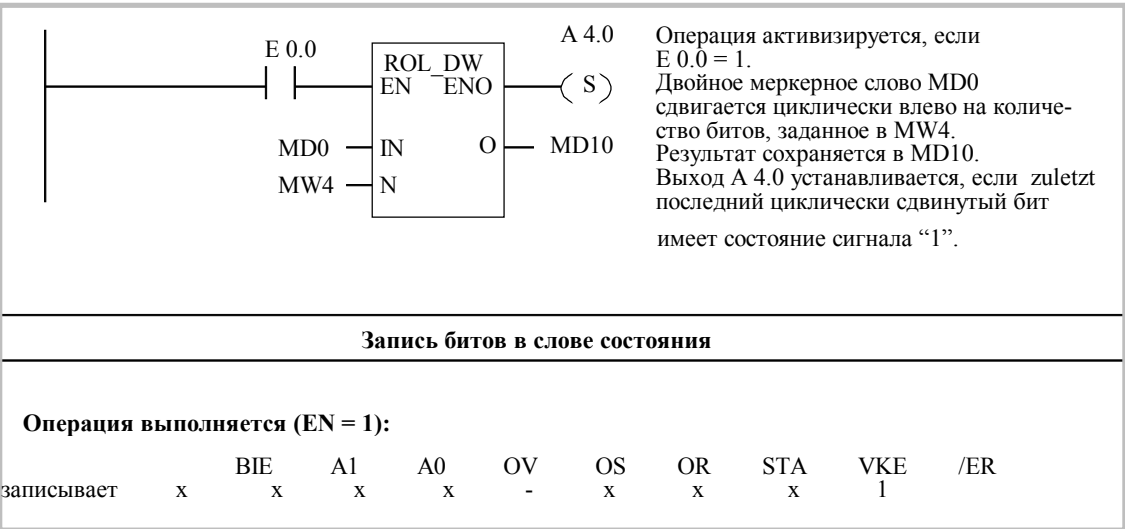 E 0.0
A 4.0
ROL_DW
EN ENO
( S )
MD0
IN
O
MD10
MW4
N
Операция активизируется, если
E 0.0 = 1.
Двойное меркерное слово MD0
сдвигается циклически влево на количе-
ство битов, заданное в MW4.
Результат сохраняется в MD10.
Выход A 4.0 устанавливается, если zuletzt
последний циклически сдвинутый бит
имеет состояние сигнала “1”.
Запись битов в слове состояния
Операция выполняется (EN = 1):
BIE A1 A0 OV OS OR STA VKE /ER
записывает x x x x - x x x 1